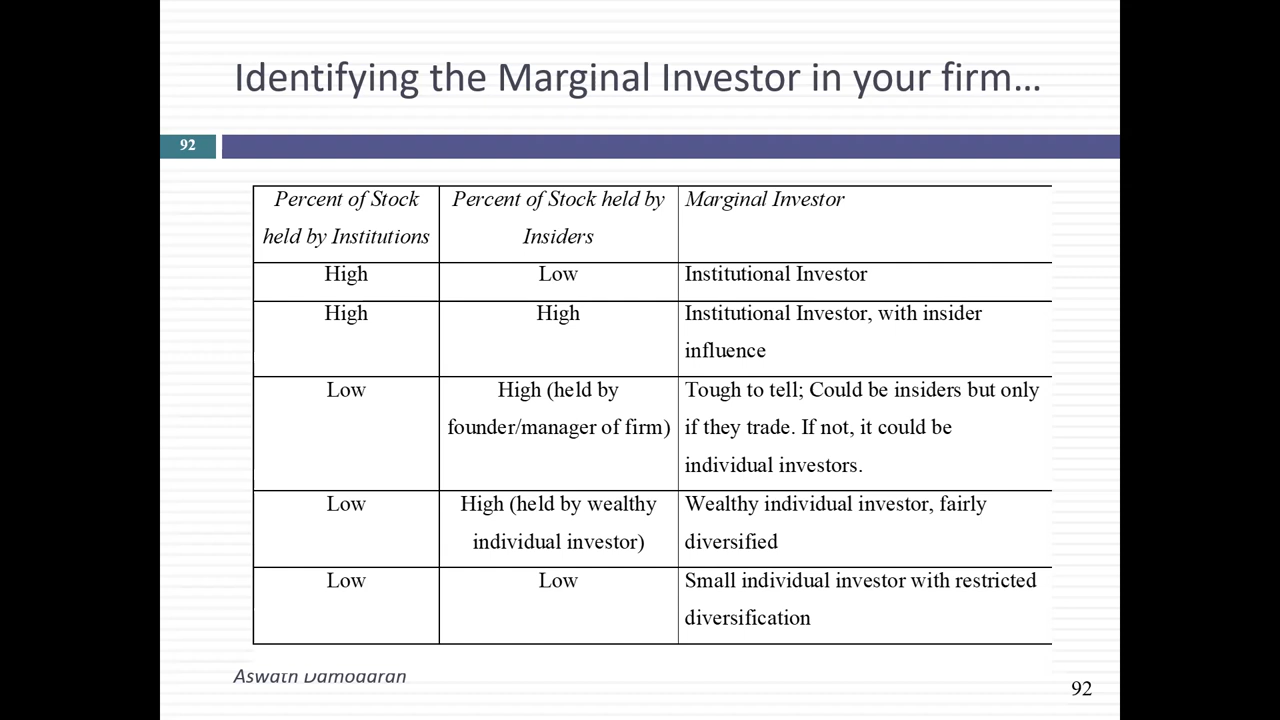 Identifying the Marginal Investor in your firm…
92
Percent of Stock
held by Institutions
Percent of Stock held by
Insiders
Marginal Investor
High
Low
Institutional Investor
High
High
Institutional Investor, with insider
influence
Low
High (held by
founder/manager of firm)
Tough to tell; Could be insiders but only
if they trade. If not, it could be
individual investors.
Low
High (held by wealthy
individual investor)
Wealthy individual investor, fairly
diversified
Low
Low
Small individual investor with restricted
diversification
Aswath Damodaran
92